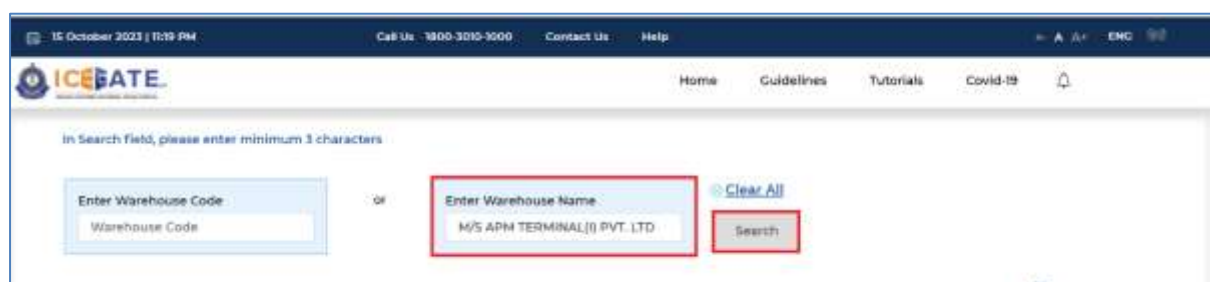 15 October 2023 | 11:19 PM Call Us 1800-3010-1000 Contact Us Help A A+ ENG
ICEGATE Home Guidelines Tutorials Covid-19
In Search field, please enter minimum 3 characters
Enter Warehouse Code or Enter Warehouse Name Clear All
Warehouse Code M/S APM TERMINAL(I) PVT. LTD Search